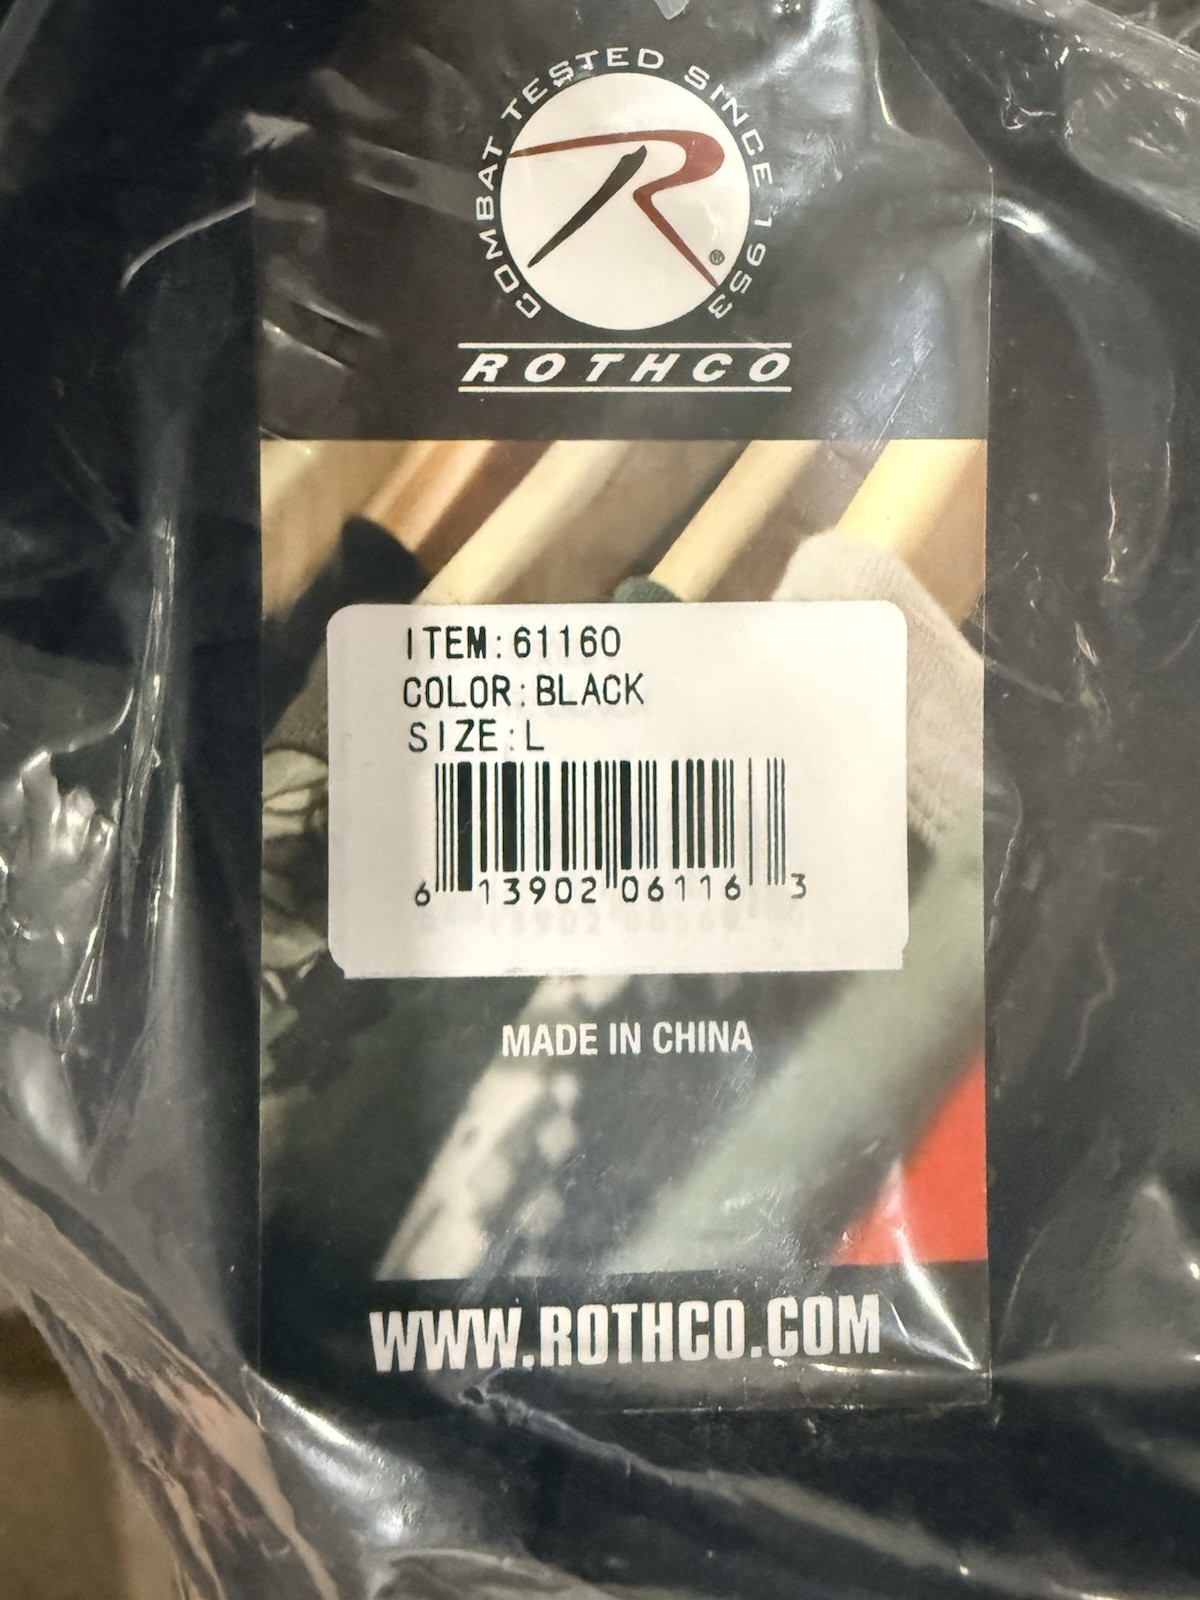 COMBAT TESTED SINCE 1953
R®
ROTHCO
ITEM:61160
COLOR:BLACK
SIZE:L
6 13902 06116 3
MADE IN CHINA
WWW.ROTHCO.COM